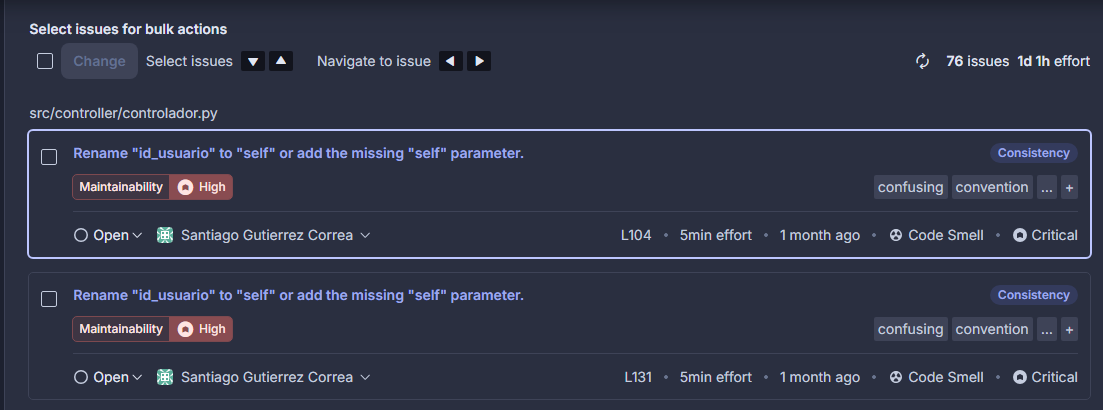 Select issues for bulk actions
Change Select issues Navigate to issue 76 issues 1d 1h effort
src/controller/controlador.py
Rename "id_usuario" to "self" or add the missing "self" parameter. Consistency
Maintainability High confusing convention ... +
Open Santiago Gutierrez Correa L104 • 5min effort • 1 month ago • Code Smell • Critical
Rename "id_usuario" to "self" or add the missing "self" parameter. Consistency
Maintainability High confusing convention ... +
Open Santiago Gutierrez Correa L131 • 5min effort • 1 month ago • Code Smell • Critical